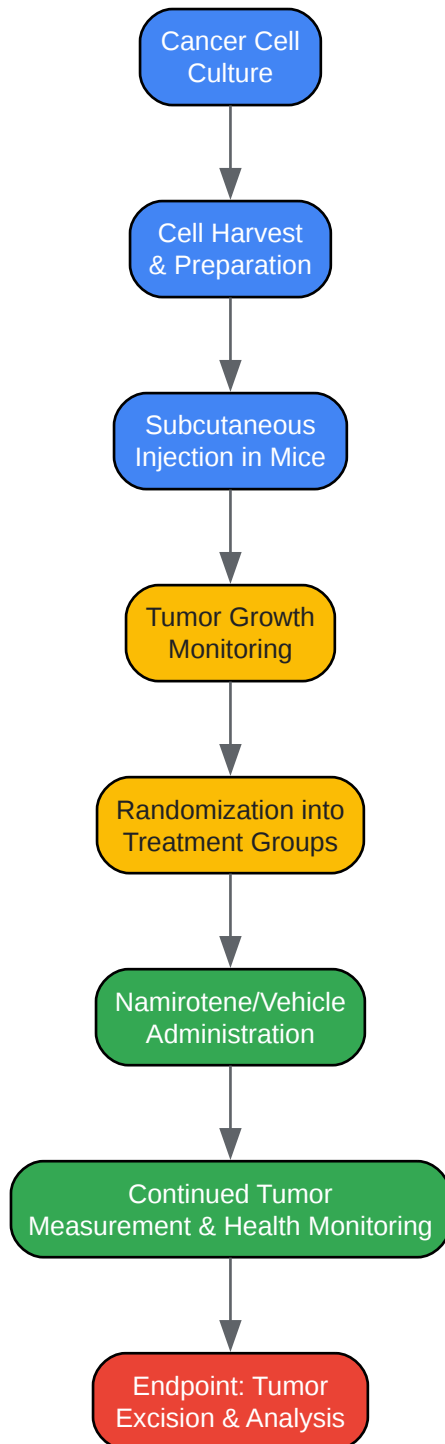 Cancer Cell
Culture
Cell Harvest
& Preparation
Subcutaneous
Injection in Mice
Tumor Growth
Monitoring
Randomization into
Treatment Groups
Namirotene/Vehicle
Administration
Continued Tumor
Measurement & Health Monitoring
Endpoint: Tumor
Excision & Analysis